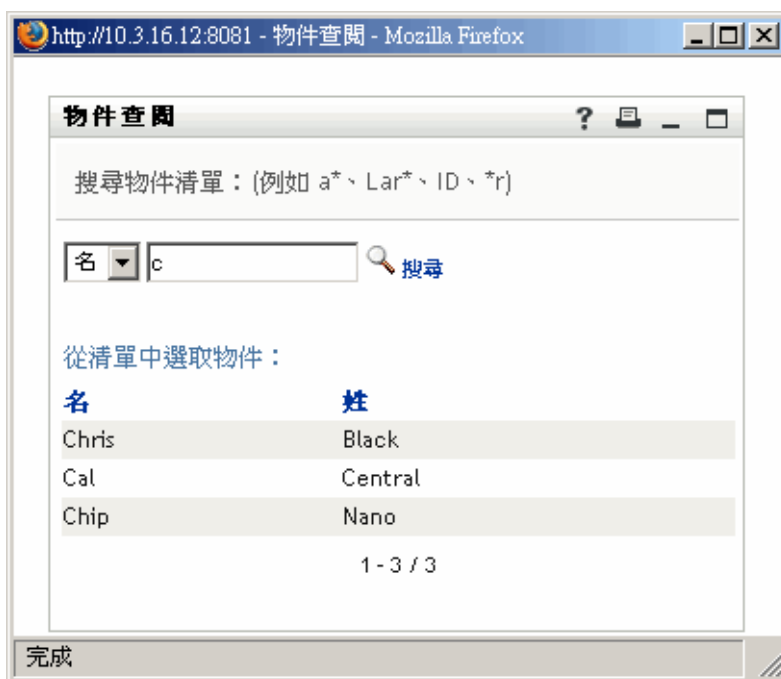 http://10.3.16.12:8081 - 物件查閱 - Mozilla Firefox
物件查閱 ?
搜尋物件清單：(例如 a*、Lar*、ID、*r)
名 c 搜尋
從清單中選取物件：
名 姓
Chris Black
Cal Central
Chip Nano
1 - 3 / 3
完成